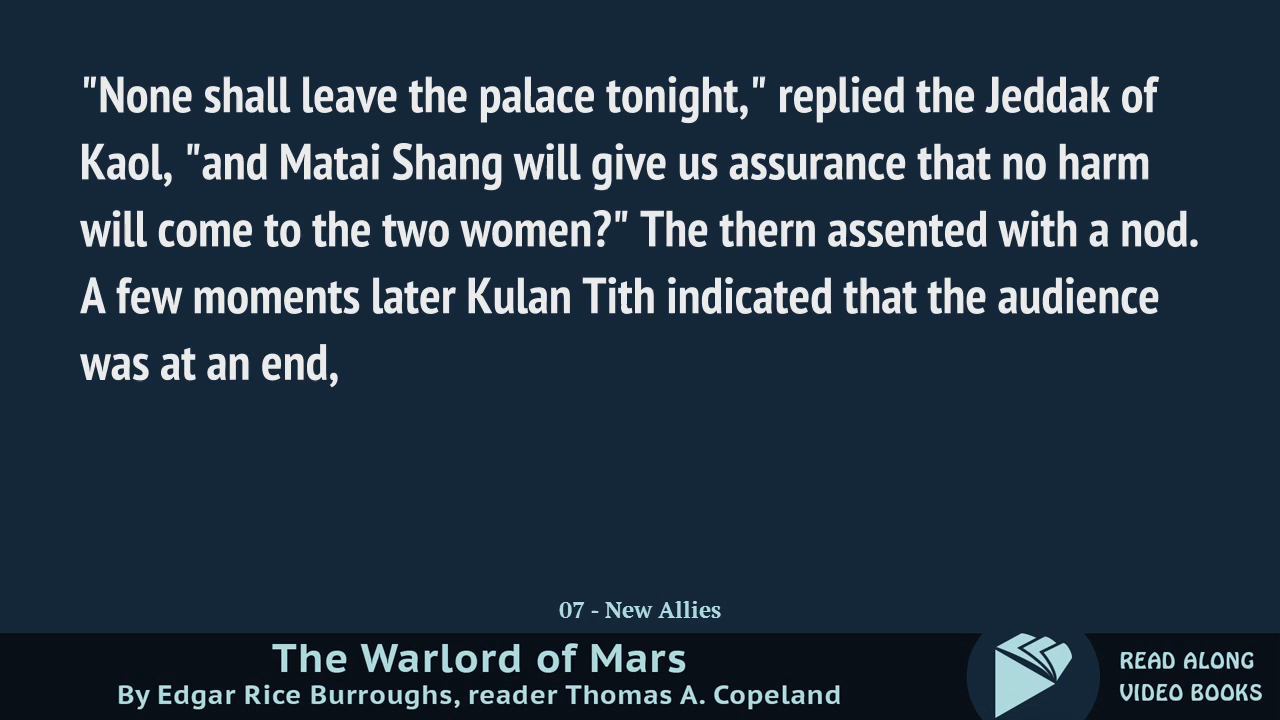 "None shall leave the palace tonight," replied the Jeddak of
Kaol, "and Matai Shang will give us assurance that no harm
will come to the two women?" The thern assented with a nod.
A few moments later Kulan Tith indicated that the audience
was at an end,
07 - New Allies
The Warlord of Mars
By Edgar Rice Burroughs, reader Thomas A. Copeland
READ ALONG
VIDEO BOOKS